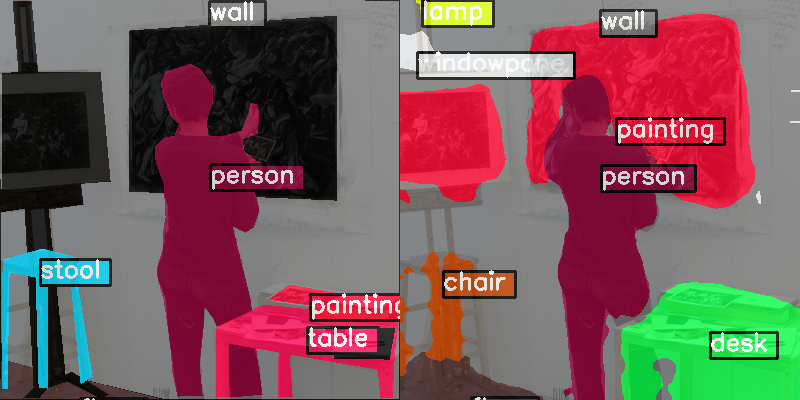 wall
person
stool
painting
table
lamp
wall
windowpane
painting
person
chair
desk